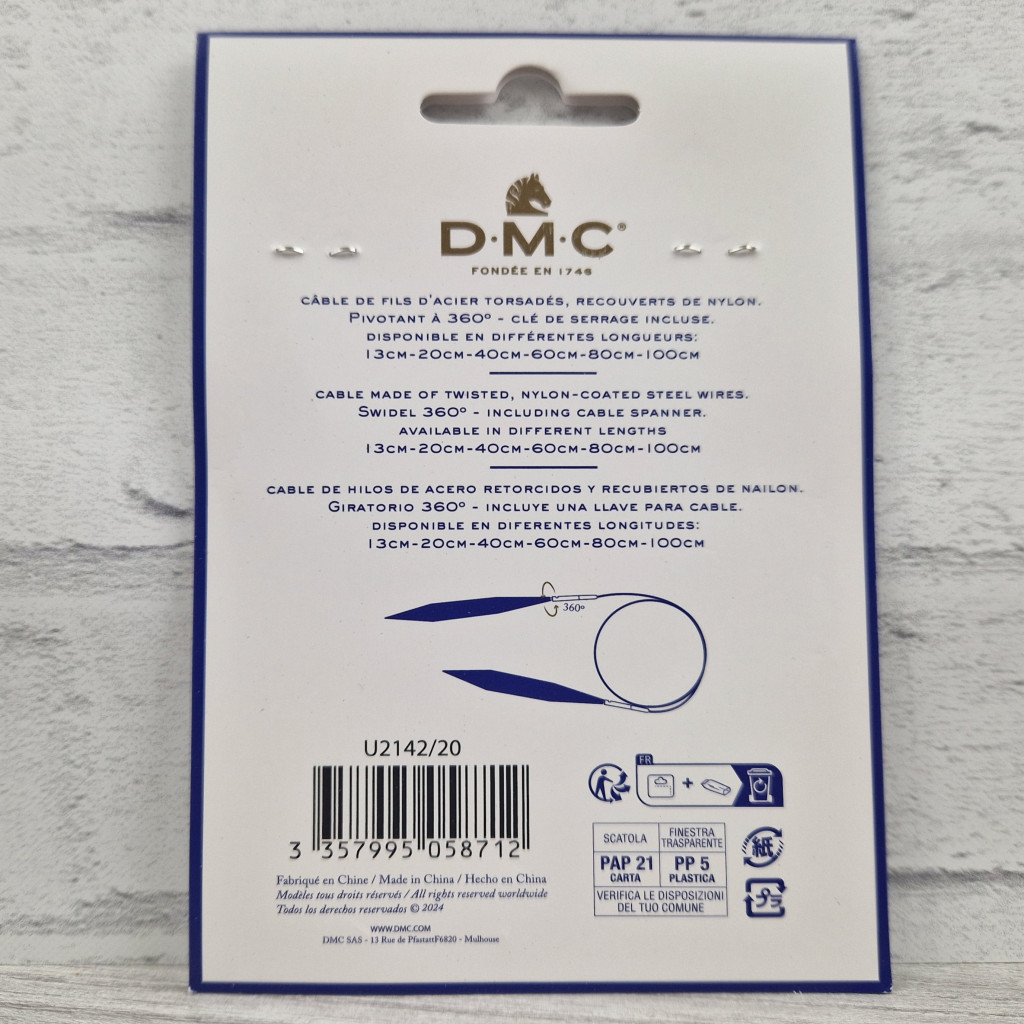 D·M·C®
FONDÉE EN 1746
CÂBLE DE FILS D'ACIER TORSADÉS, RECOUVERTS DE NYLON.
PIVOTANT À 360° - CLÉ DE SERRAGE INCLUSE.
DISPONIBLE EN DIFFÉRENTES LONGUEURS:
13CM-20CM-40CM-60CM-80CM-100CM
CABLE MADE OF TWISTED, NYLON-COATED STEEL WIRES.
SWIDEL 360° - INCLUDING CABLE SPANNER.
AVAILABLE IN DIFFERENT LENGTHS
13CM-20CM-40CM-60CM-80CM-100CM
CABLE DE HILOS DE ACERO RETORCIDOS Y RECUBIERTOS DE NAILON.
GIRATORIO 360° - INCLUYE UNA LLAVE PARA CABLE.
DISPONIBLE EN DIFERENTES LONGITUDES:
13CM-20CM-40CM-60CM-80CM-100CM
360°
U2142/20
3 357995 058712
Fabriqué en Chine / Made in China / Hecho en China
Modèles tous droits réservés / All rights reserved worldwide
Todos los derechos reservados © 2024
WWW.DMC.COM
DMC SAS - 13 Rue de PfastattF6820 - Mulhouse
FR
+
SCATOLA
FINESTRA TRASPARENTE
PAP 21
CARTA
PP 5
PLASTICA
VERIFICA LE DISPOSIZIONI
DEL TUO COMUNE
紙
プラ